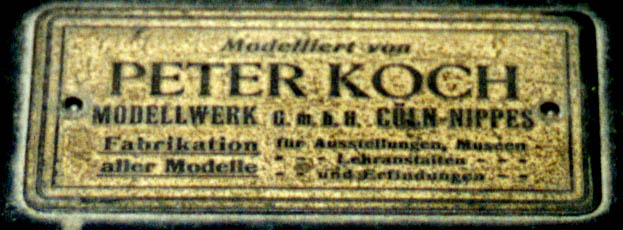 Modelliert von
PETER KOCH
MODELLWERK G.m.b.H. CÖLN-NIPPES
Fabrikation für Ausstellungen, Museen -
aller Modelle - - Lehranstalten - - -
- - und Erfindungen - - -